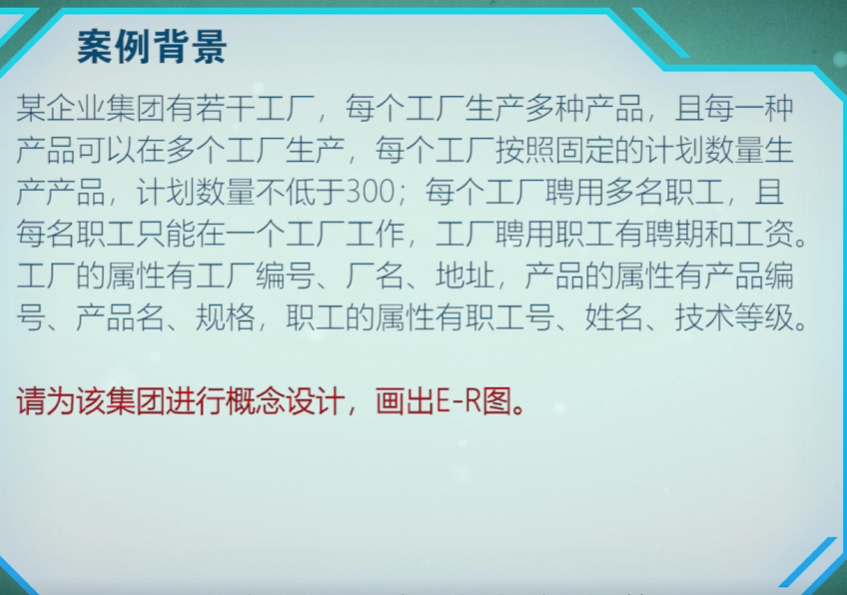 案例背景
某企业集团有若干工厂，每个工厂生产多种产品，且每一种
产品可以在多个工厂生产，每个工厂按照固定的计划数量生
产产品，计划数量不低于300；每个工厂聘用多名职工，且
每名职工只能在一个工厂工作，工厂聘用职工有聘期和工资。
工厂的属性有工厂编号、厂名、地址，产品的属性有产品编
号、产品名、规格，职工的属性有职工号、姓名、技术等级。
请为该集团进行概念设计，画出E-R图。